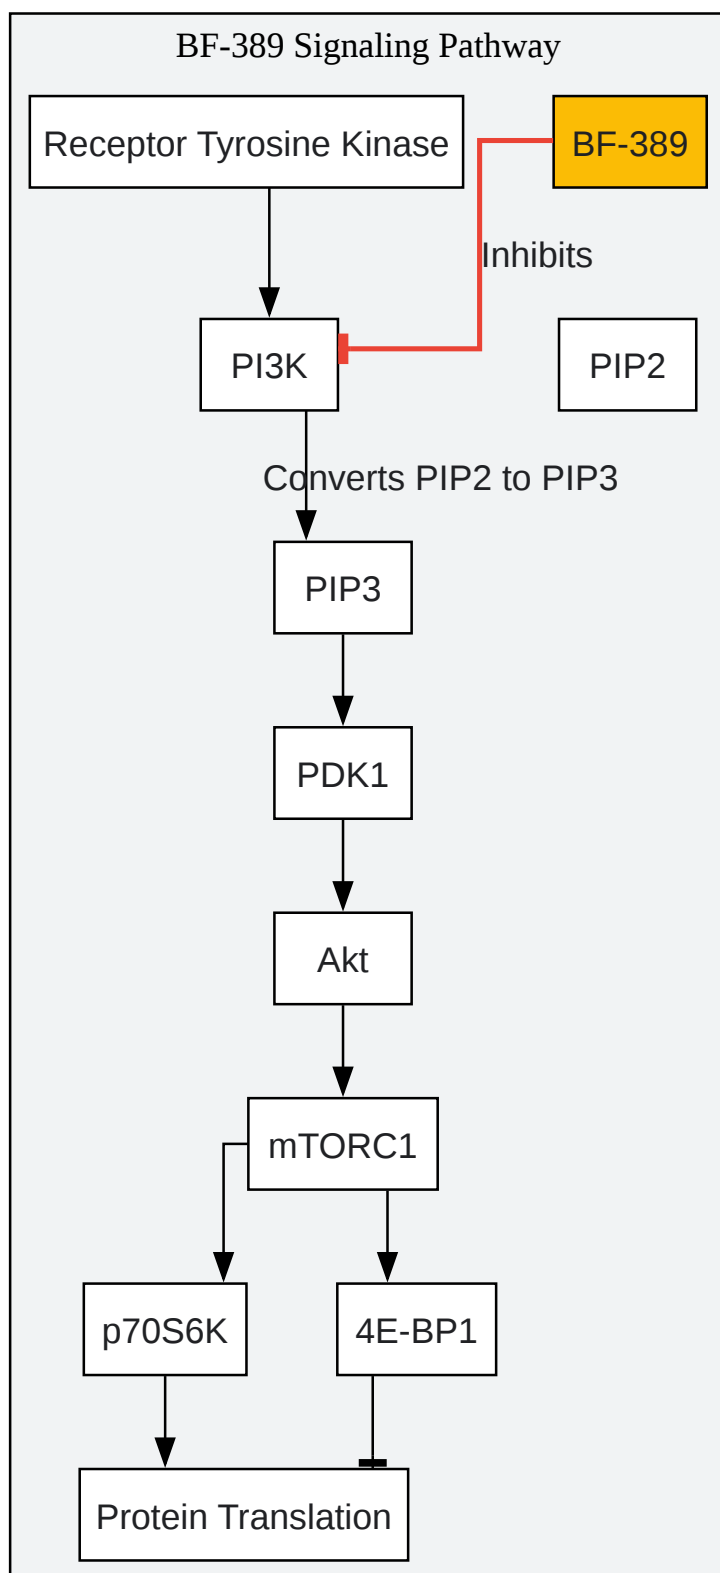 BF-389 Signaling Pathway
Receptor Tyrosine Kinase
BF-389
Inhibits
PI3K
PIP2
Converts PIP2 to PIP3
PIP3
PDK1
Akt
mTORC1
p70S6K
4E-BP1
Protein Translation